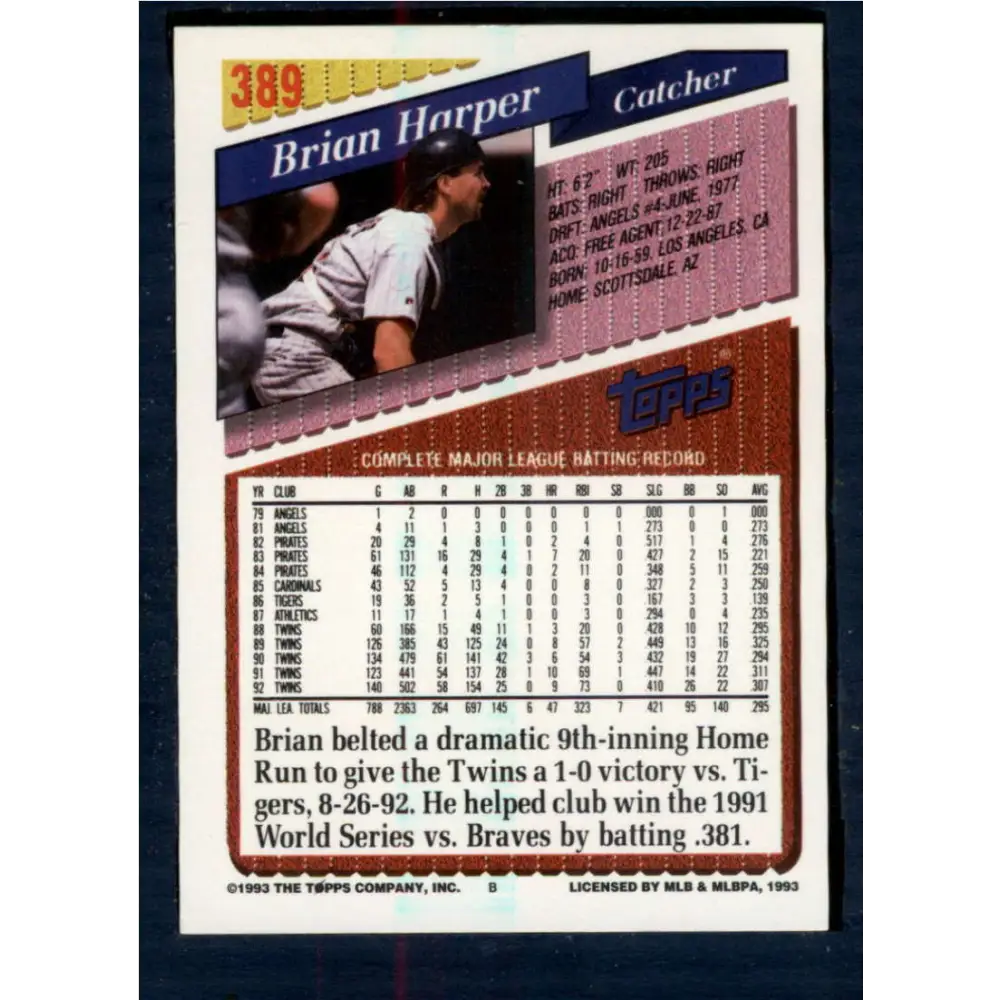 389
Brian Harper
Catcher
HT: 6'2" WT: 205
BATS: RIGHT THROWS: RIGHT
DRFT: ANGELS #4-JUNE, 1977
ACQ: FREE AGENT, 12-22-87
BORN: 10-16-59, LOS ANGELES, CA
HOME: SCOTTSDALE, AZ
topps
COMPLETE MAJOR LEAGUE BATTING RECORD
YR CLUB G AB R H 2B 3B HR RBI SB SLG BB SO AVG
79 ANGELS 1 2 0 0 0 0 0 0 0 .000 0 1 .000
81 ANGELS 4 11 1 3 0 0 0 1 1 .273 0 0 .273
82 PIRATES 20 29 4 8 1 0 2 4 0 .517 1 4 .276
83 PIRATES 61 131 16 29 4 1 7 20 0 .427 2 15 .221
84 PIRATES 46 112 4 29 4 0 2 11 0 .348 5 11 .259
85 CARDINALS 43 52 5 13 4 0 0 8 0 .327 2 3 .250
86 TIGERS 19 36 2 5 1 0 0 3 0 .167 3 3 .139
87 ATHLETICS 11 17 1 4 1 0 0 3 0 .294 0 4 .235
88 TWINS 60 166 15 49 11 1 3 20 0 .428 10 12 .295
89 TWINS 126 385 43 125 24 0 8 57 2 .449 13 16 .325
90 TWINS 134 479 61 141 42 3 6 54 3 .432 19 27 .294
91 TWINS 123 441 54 137 28 1 10 69 1 .447 14 22 .311
92 TWINS 140 502 58 154 25 0 9 73 0 .410 26 22 .307
MAJ. LEA. TOTALS 788 2363 264 697 145 6 47 323 7 .421 95 140 .295
Brian belted a dramatic 9th-inning Home
Run to give the Twins a 1-0 victory vs. Ti-
gers, 8-26-92. He helped club win the 1991
World Series vs. Braves by batting .381.
©1993 THE TOPPS COMPANY, INC. B LICENSED BY MLB & MLBPA, 1993